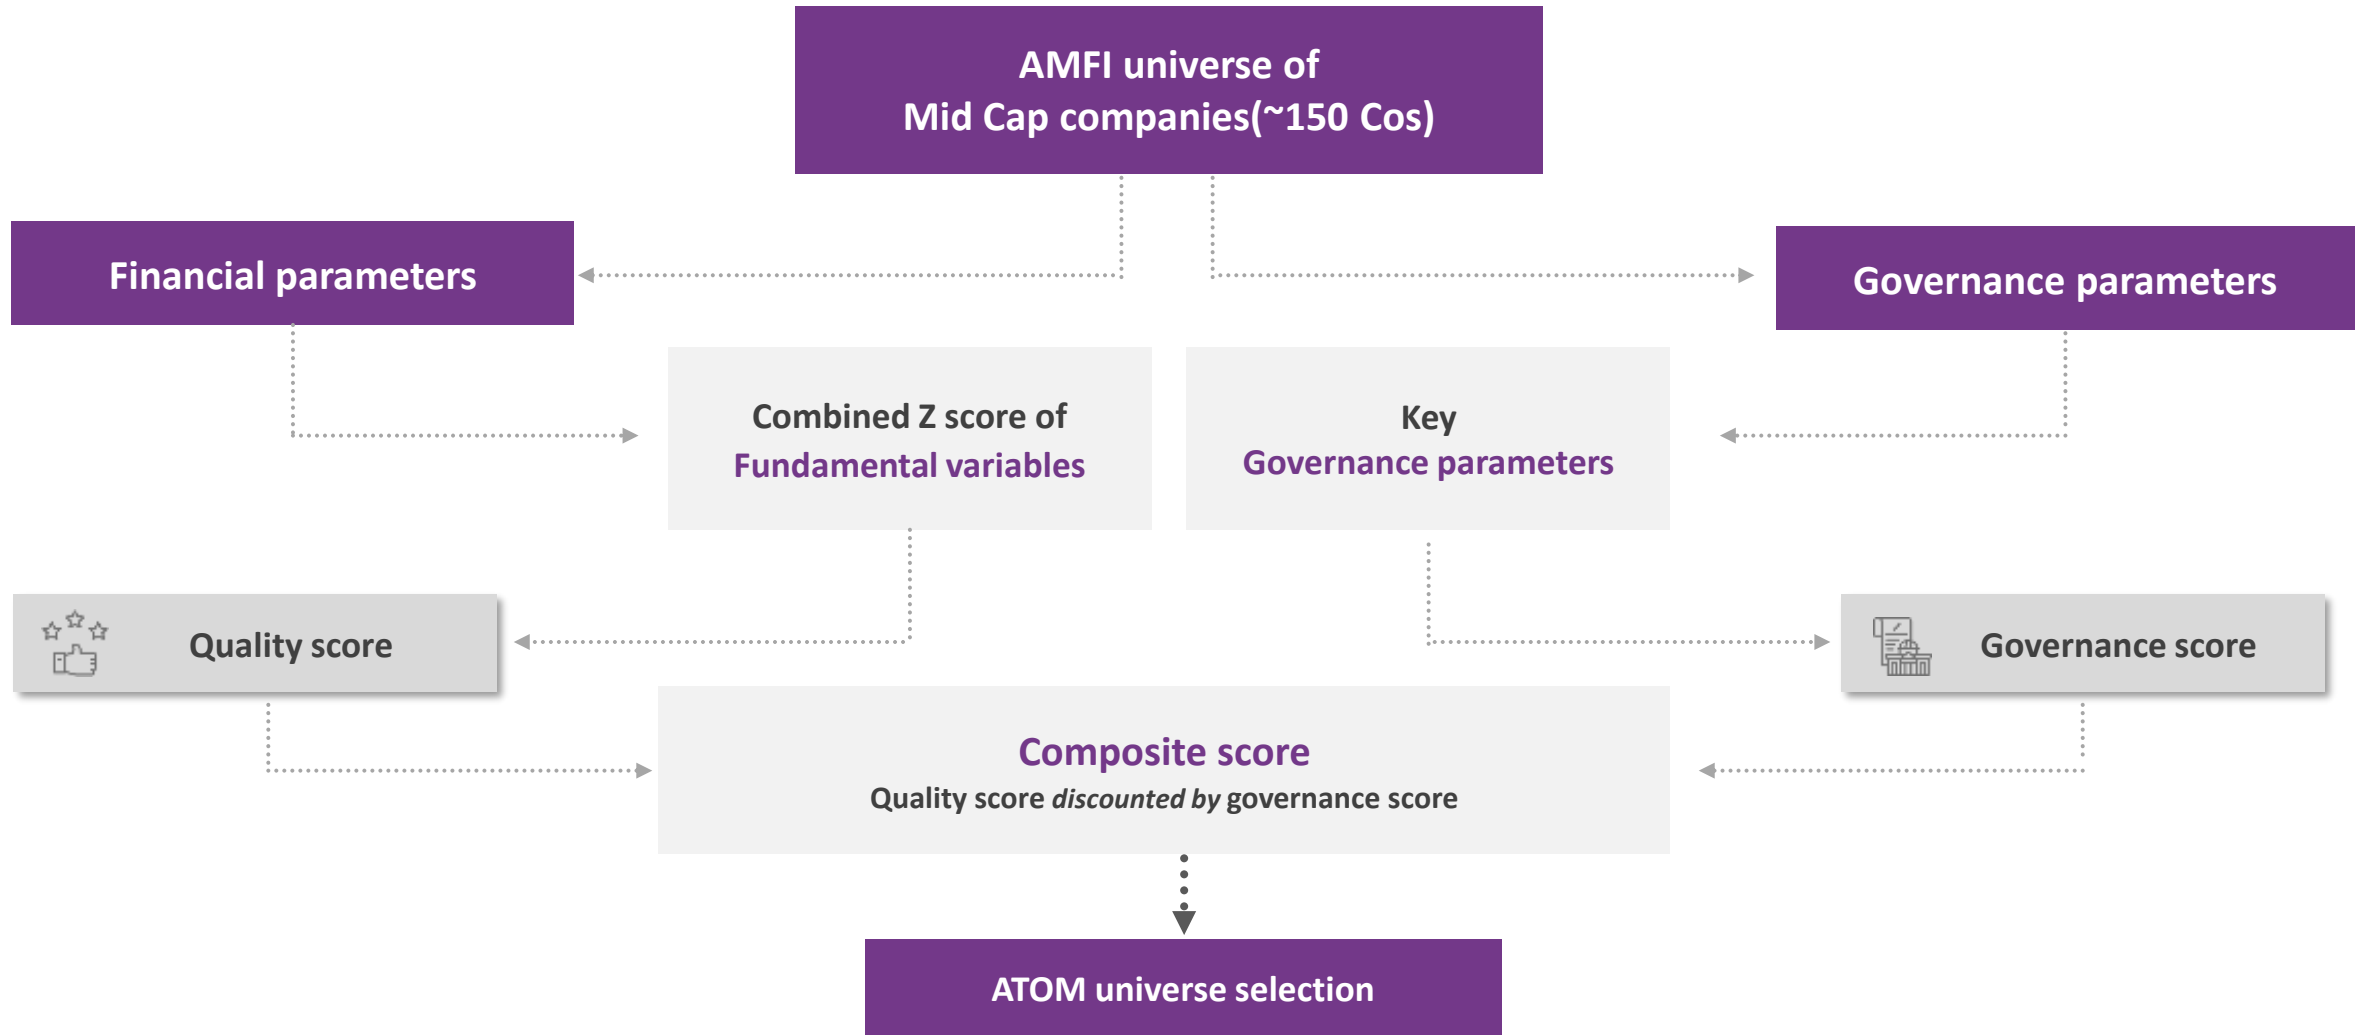 AMFI universe of
Mid Cap companies(~150 Cos)
Financial parameters
Governance parameters
Combined Z score of
Fundamental variables
Key
Governance parameters
Quality score
Governance score
Composite score
Quality score discounted by governance score
ATOM universe selection